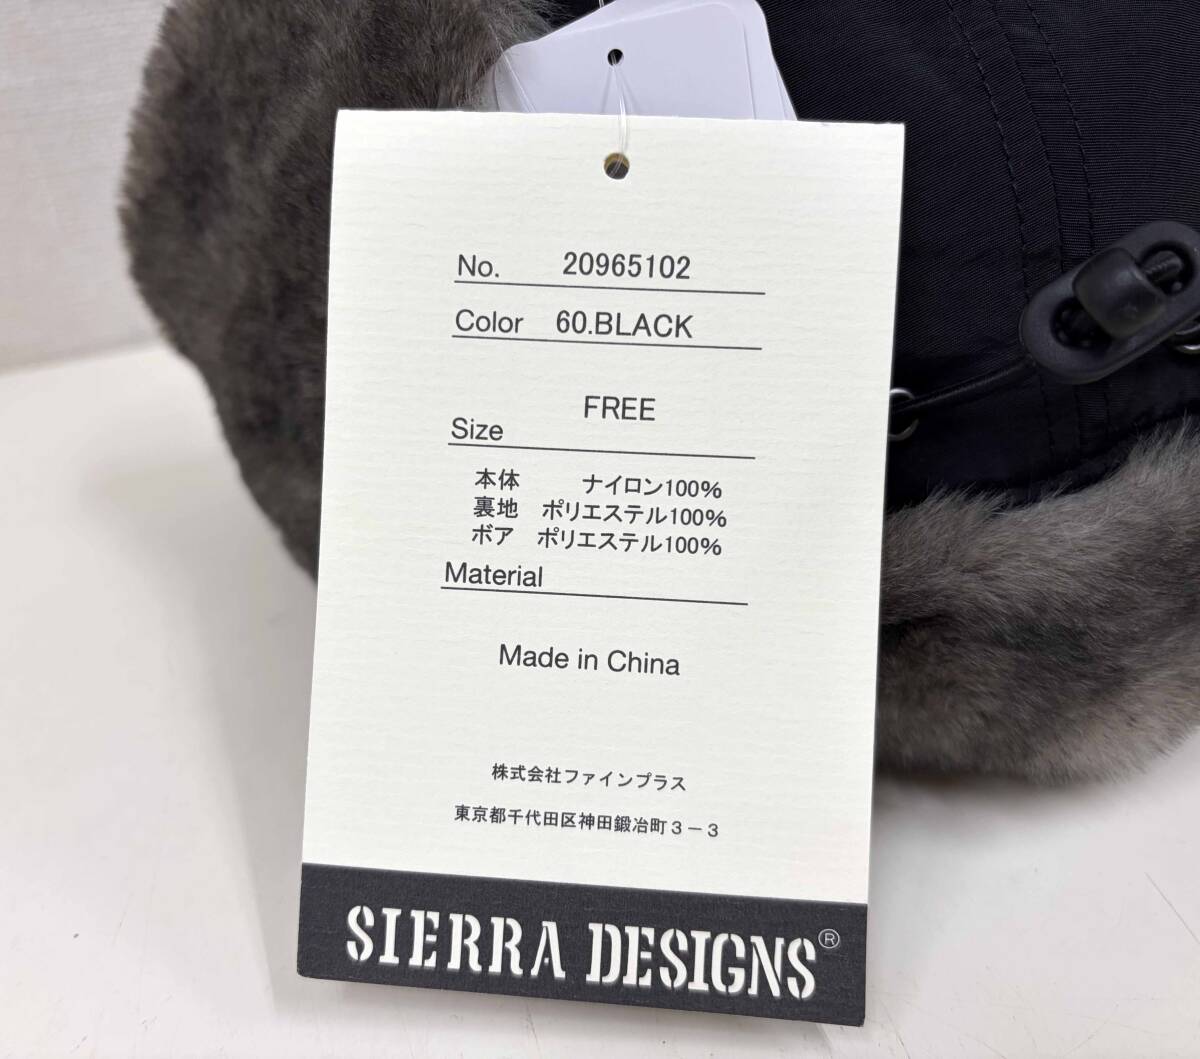 No. 20965102
Color 60.BLACK
FREE
Size
本体 ナイロン100%
裏地 ポリエステル100%
ボア ポリエステル100%
Material
Made in China
株式会社ファインプラス
東京都千代田区神田鍛冶町３－３
SIERRA DESIGNS®